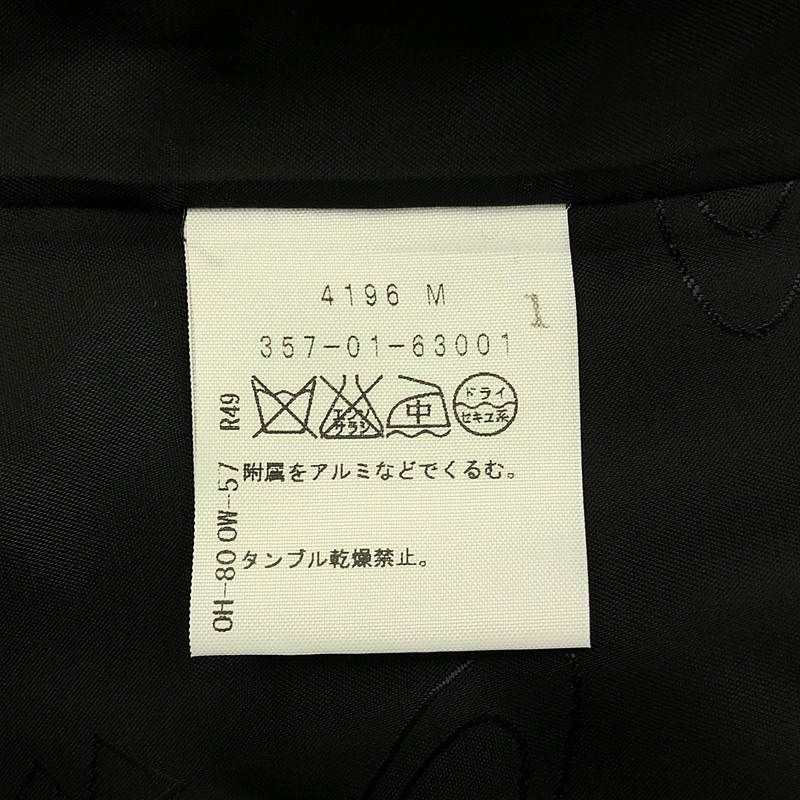 4196 M
1
357-01-63001
エンソ
サラシ
中
ドライ
セキユ系
附属をアルミなどでくるむ。
タンブル乾燥禁止。
OH-80 OW-57 R49